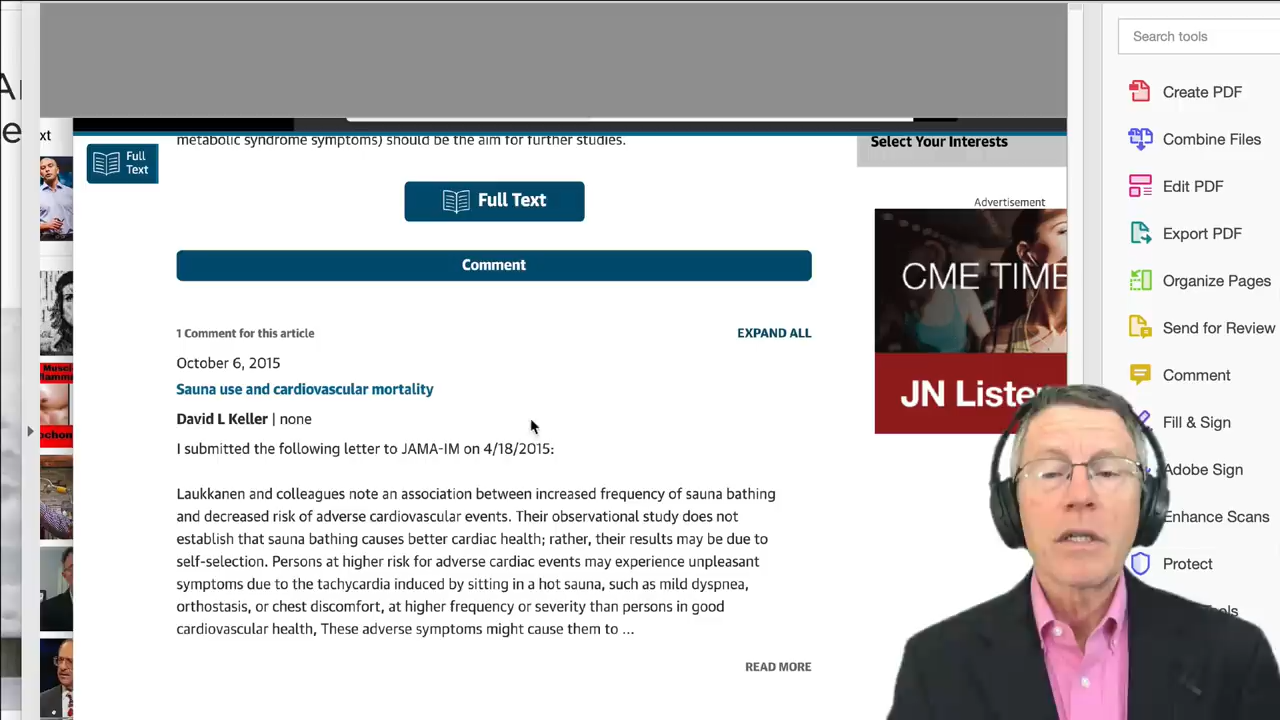 Search tools
Create PDF
Combine Files
Edit PDF
Export PDF
Organize Pages
Send for Review
Comment
Fill & Sign
Adobe Sign
Enhance Scans
Protect
xt
Full
Text
metabolic syndrome symptoms) should be the aim for further studies.
Full Text
Comment
1 Comment for this article
EXPAND ALL
October 6, 2015
Sauna use and cardiovascular mortality
David L Keller | none
I submitted the following letter to JAMA-IM on 4/18/2015:
Laukkanen and colleagues note an association between increased frequency of sauna bathing
and decreased risk of adverse cardiovascular events. Their observational study does not
establish that sauna bathing causes better cardiac health; rather, their results may be due to
self-selection. Persons at higher risk for adverse cardiac events may experience unpleasant
symptoms due to the tachycardia induced by sitting in a hot sauna, such as mild dyspnea,
orthostasis, or chest discomfort, at higher frequency or severity than persons in good
cardiovascular health, These adverse symptoms might cause them to ...
READ MORE
Select Your Interests
Advertisement
CME TIME
JN Liste